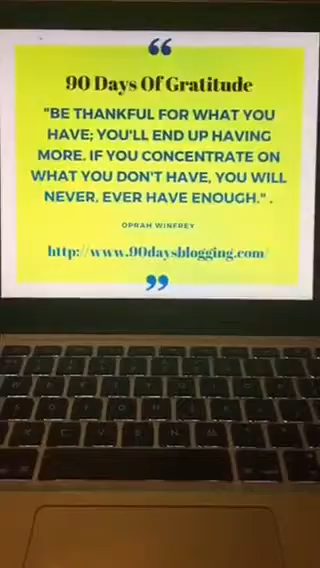 “
90 Days Of Gratitude
"BE THANKFUL FOR WHAT YOU
HAVE; YOU'LL END UP HAVING
MORE. IF YOU CONCENTRATE ON
WHAT YOU DON'T HAVE, YOU WILL
NEVER, EVER HAVE ENOUGH." .
OPRAH WINFREY
http://www.90daysblogging.com/
”